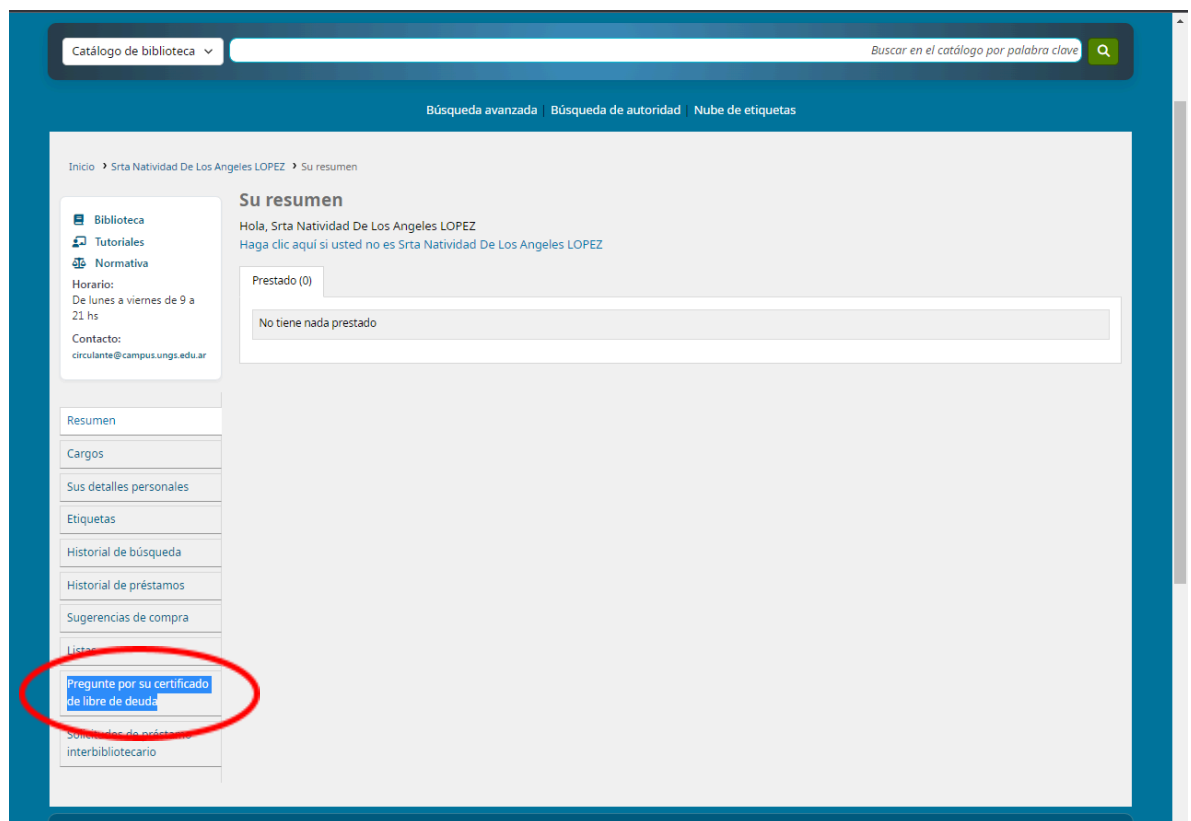 Catálogo de biblioteca
Buscar en el catálogo por palabra clave
Búsqueda avanzada | Búsqueda de autoridad | Nube de etiquetas
Inicio › Srta Natividad De Los Angeles LOPEZ › Su resumen
Biblioteca
Tutoriales
Normativa
Horario:
De lunes a viernes de 9 a
21 hs
Contacto:
circulante@campus.ungs.edu.ar
Su resumen
Hola, Srta Natividad De Los Angeles LOPEZ
Haga clic aquí si usted no es Srta Natividad De Los Angeles LOPEZ
Prestado (0)
No tiene nada prestado
Resumen
Cargos
Sus detalles personales
Etiquetas
Historial de búsqueda
Historial de préstamos
Sugerencias de compra
Listas
Pregunte por su certificado
de libre de deuda
Solicitudes de préstamo
interbibliotecario